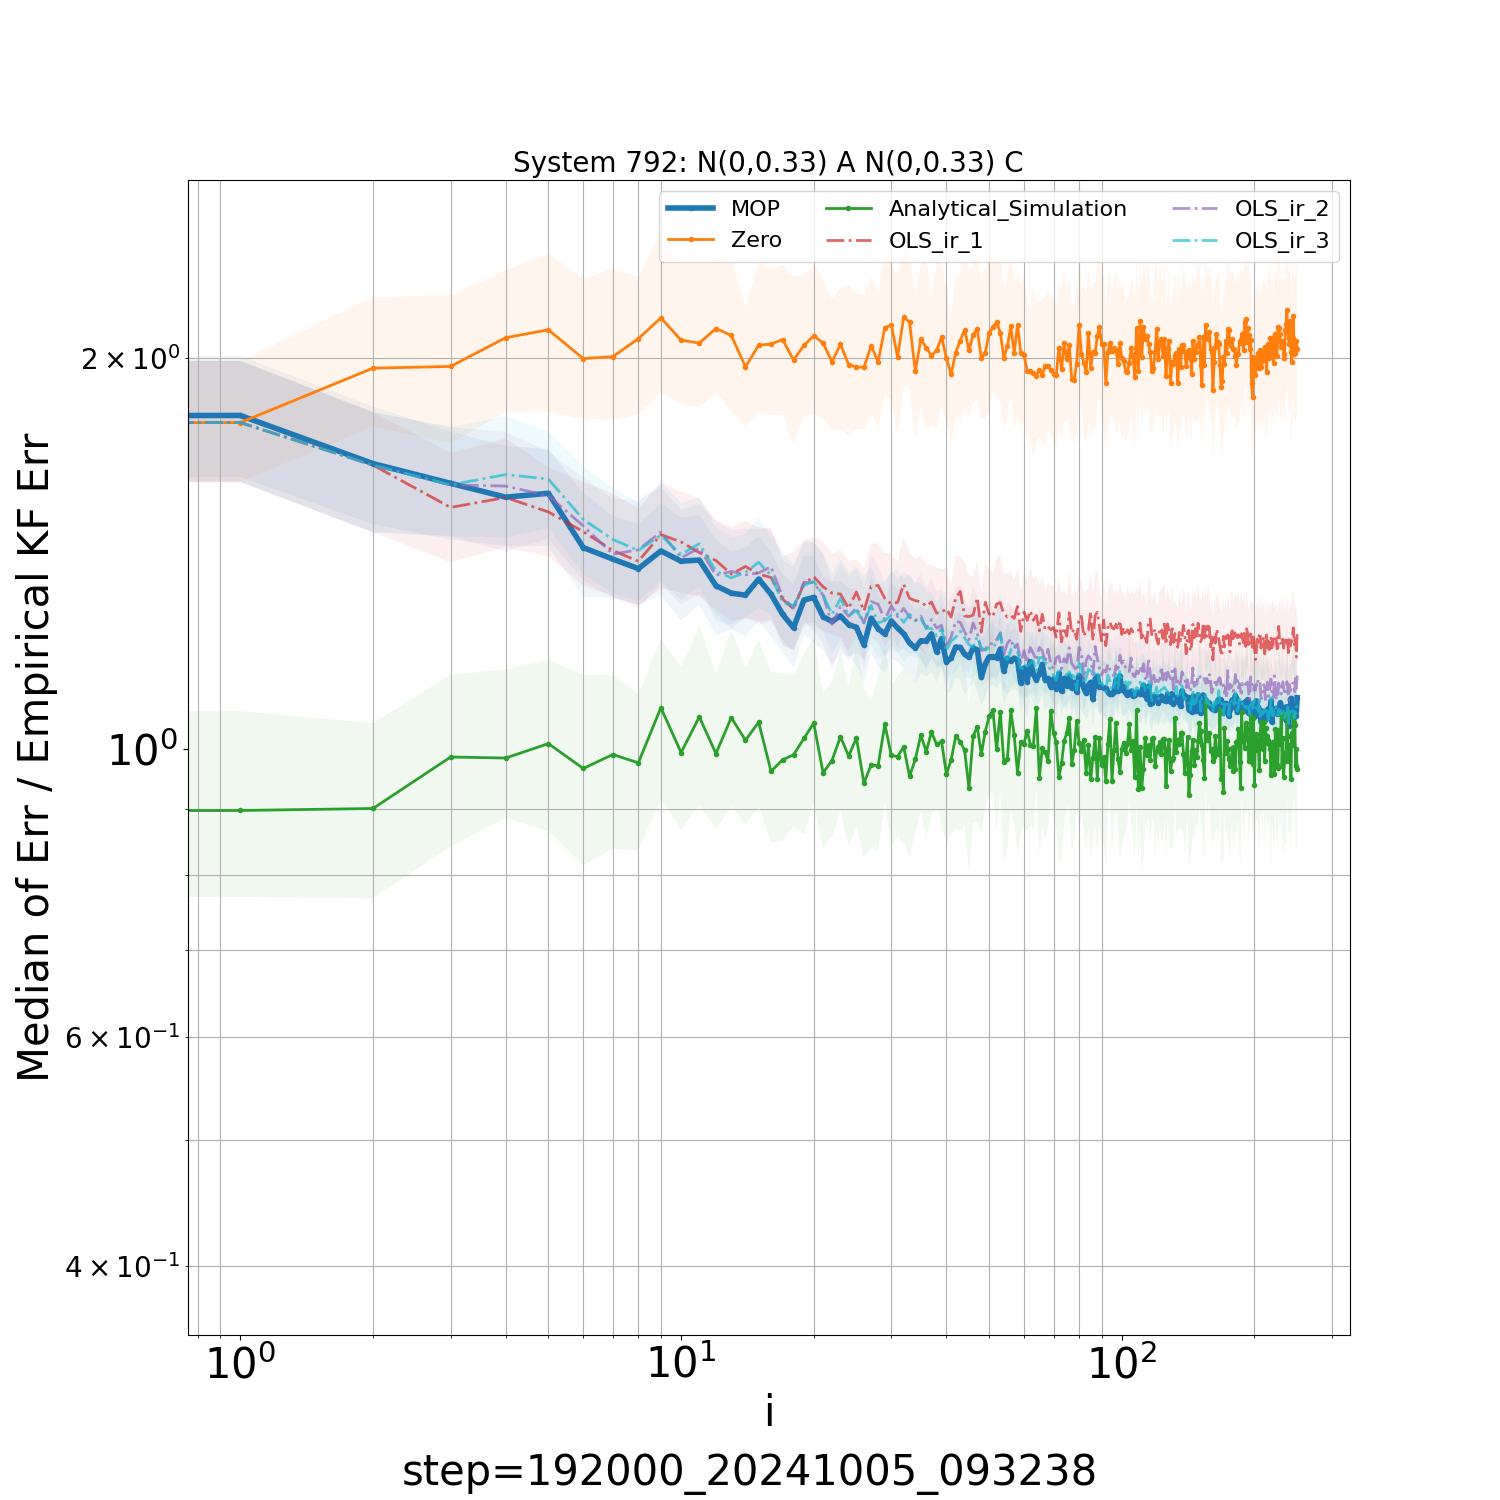 System 792: N(0,0.33) A N(0,0.33) C
MOP
Zero
Analytical_Simulation
OLS_ir_1
OLS_ir_2
OLS_ir_3
Median of Err / Empirical KF Err
2 × 10⁰
10⁰
6 × 10⁻¹
4 × 10⁻¹
10⁰
10¹
10²
i
step=192000_20241005_093238